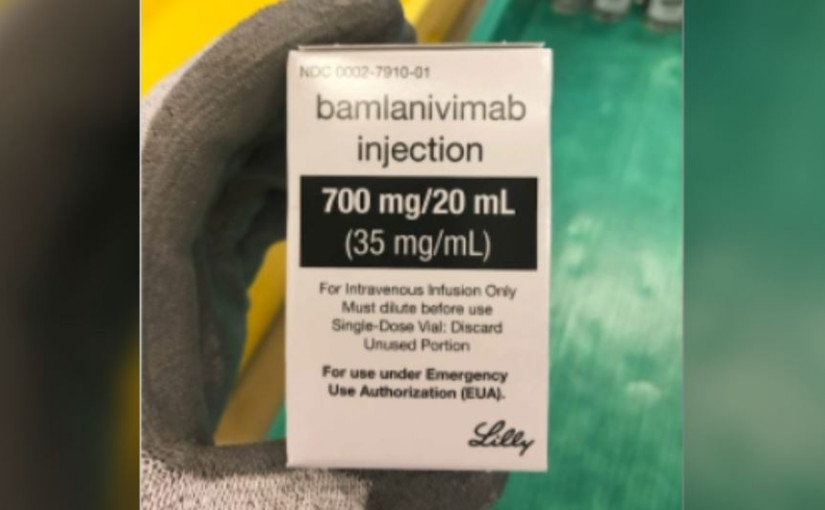 NDC 0002-7910-01
bamlanivimab
injection
700 mg/20 mL
(35 mg/mL)
For Intravenous Infusion Only
Must dilute before use
Single-Dose Vial: Discard
Unused Portion
For use under Emergency
Use Authorization (EUA).
Lilly